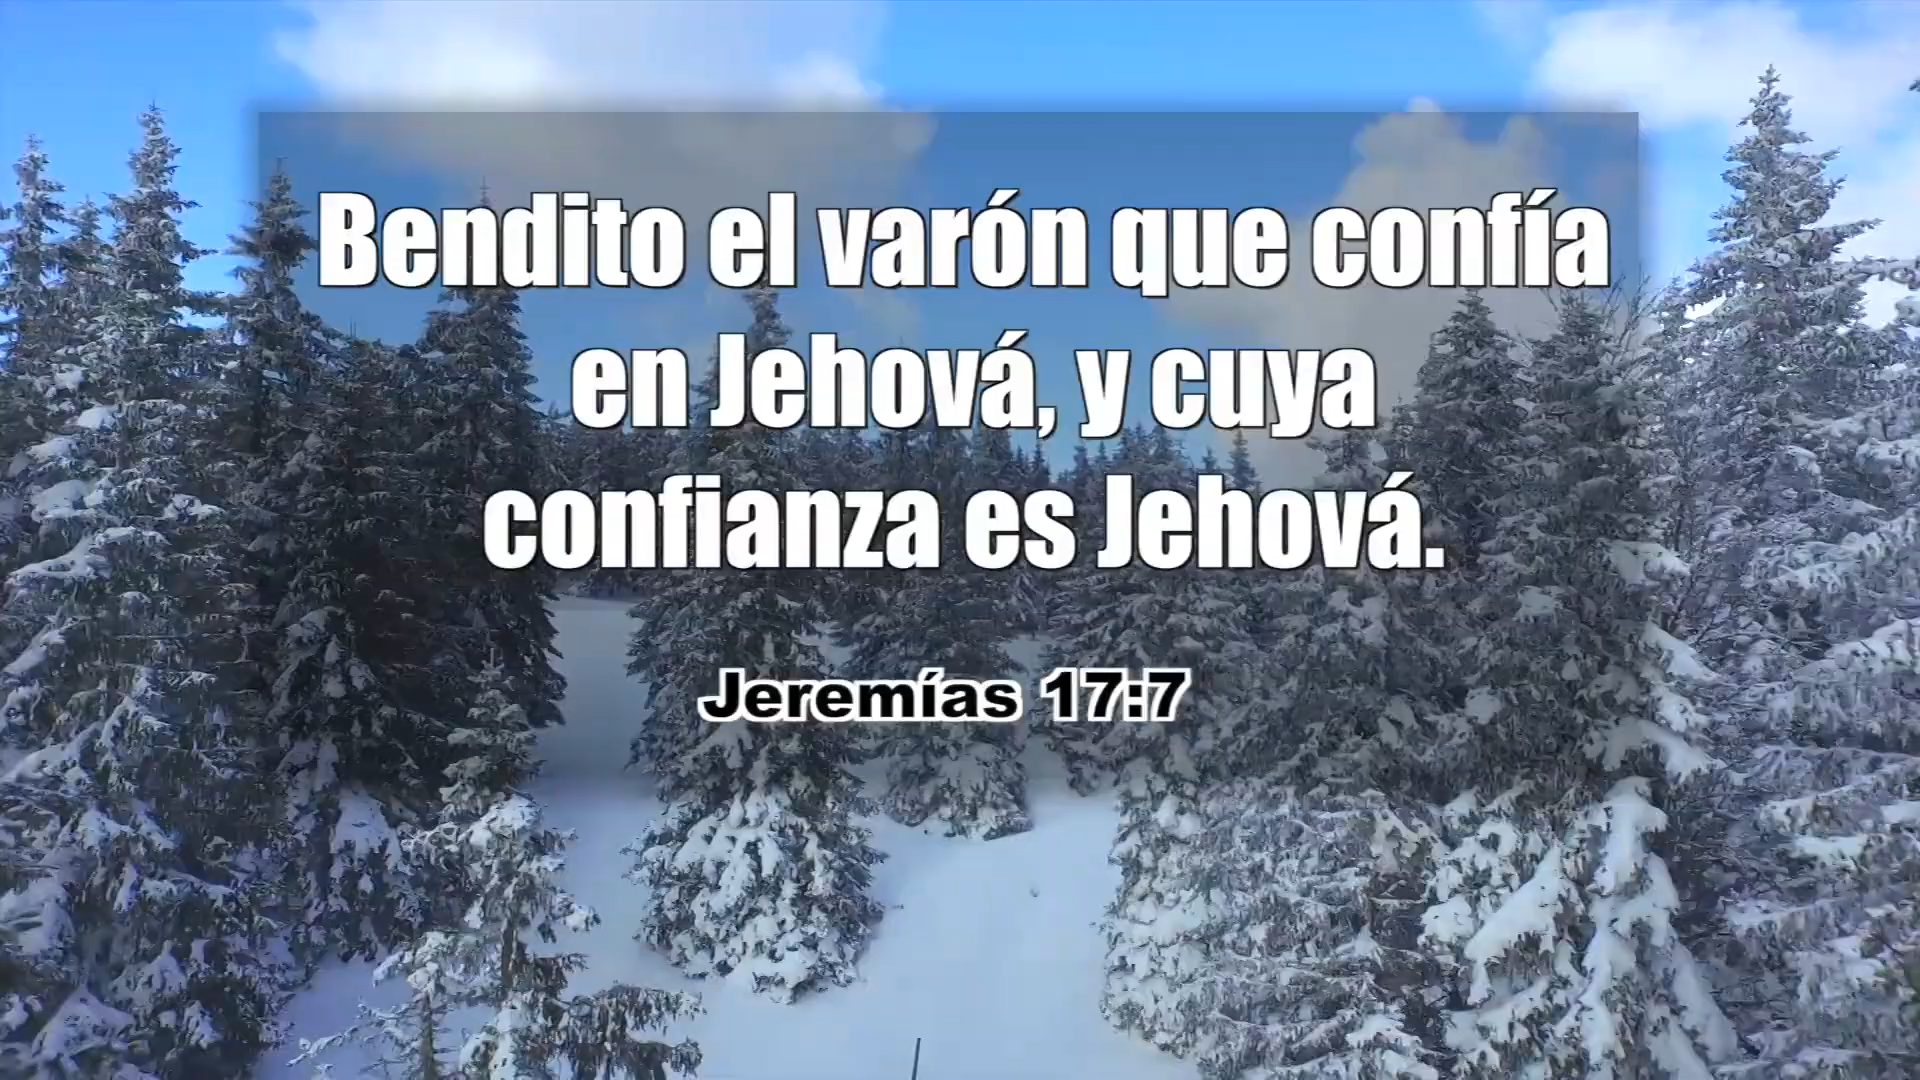 Bendito el varón que confía
en Jehová, y cuya
confianza es Jehová.
Jeremías 17:7